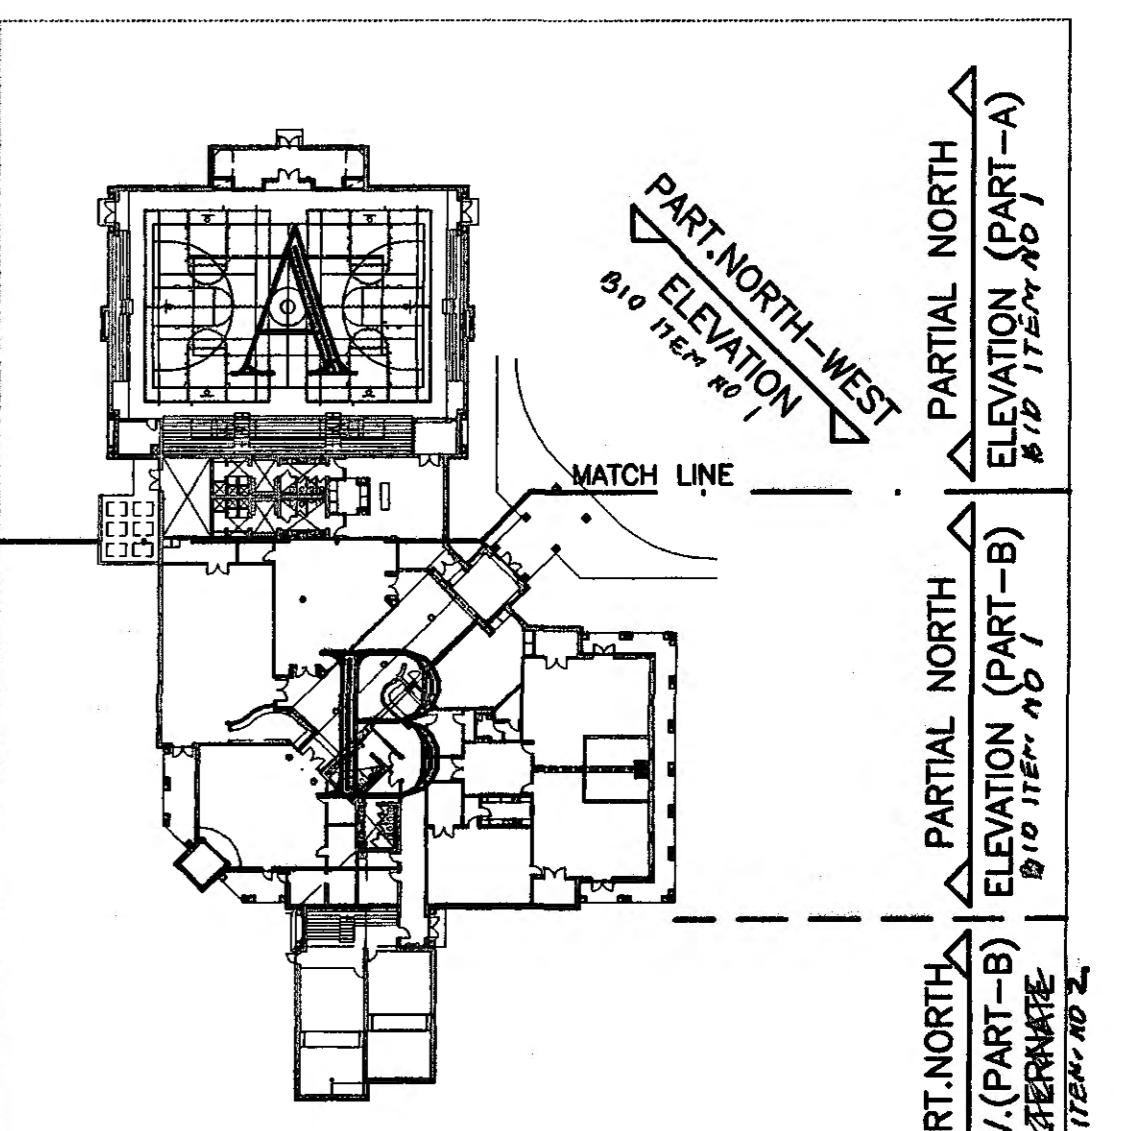 A
PART.NORTH-WEST
ELEVATION
BID ITEM NO 1
MATCH LINE
B
PARTIAL NORTH
ELEVATION (PART-A)
BID ITEM NO 1
PARTIAL NORTH
ELEVATION (PART-B)
BID ITEM NO 1
RT.NORTH
.(PART-B)
TERNATE
ITEM NO 2